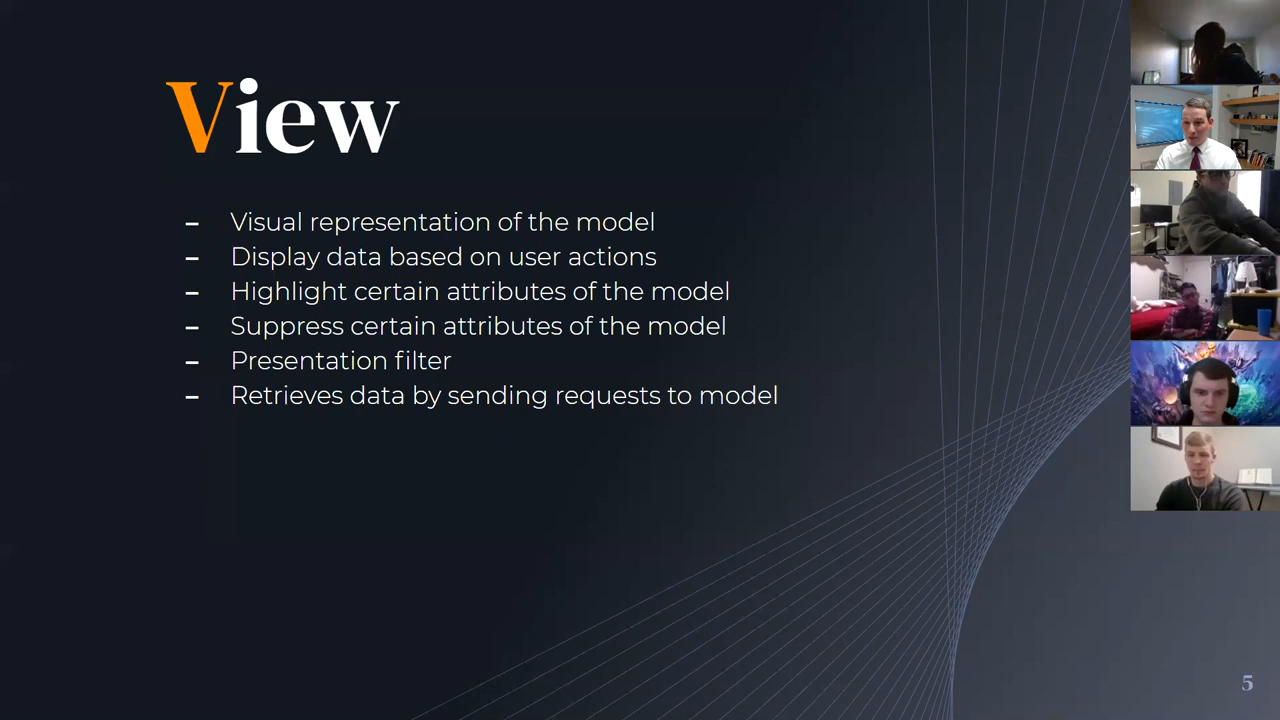 View
– Visual representation of the model
– Display data based on user actions
– Highlight certain attributes of the model
– Suppress certain attributes of the model
– Presentation filter
– Retrieves data by sending requests to model
5